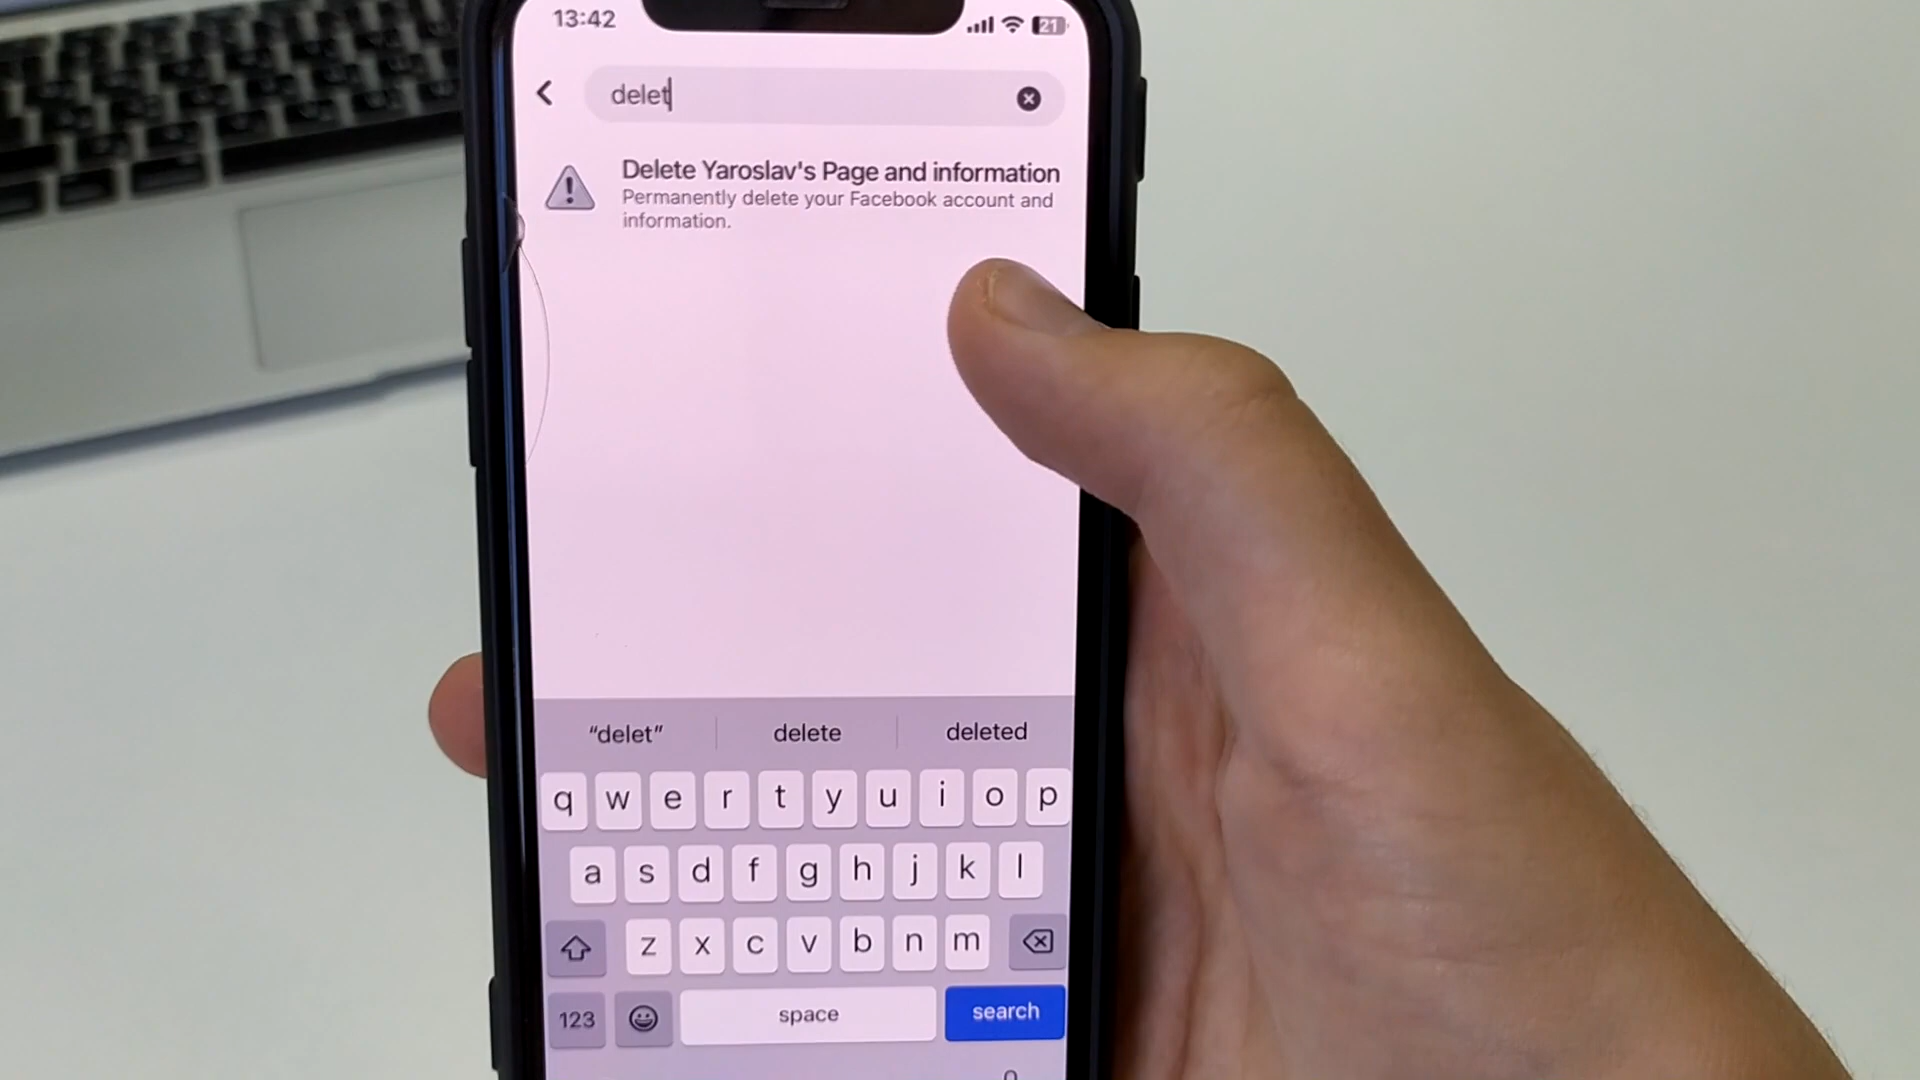 13:42
21
delet
Delete Yaroslav's Page and information
Permanently delete your Facebook account and
information.
"delet" delete deleted
q w e r t y u i o p
a s d f g h j k l
z x c v b n m
123 space search